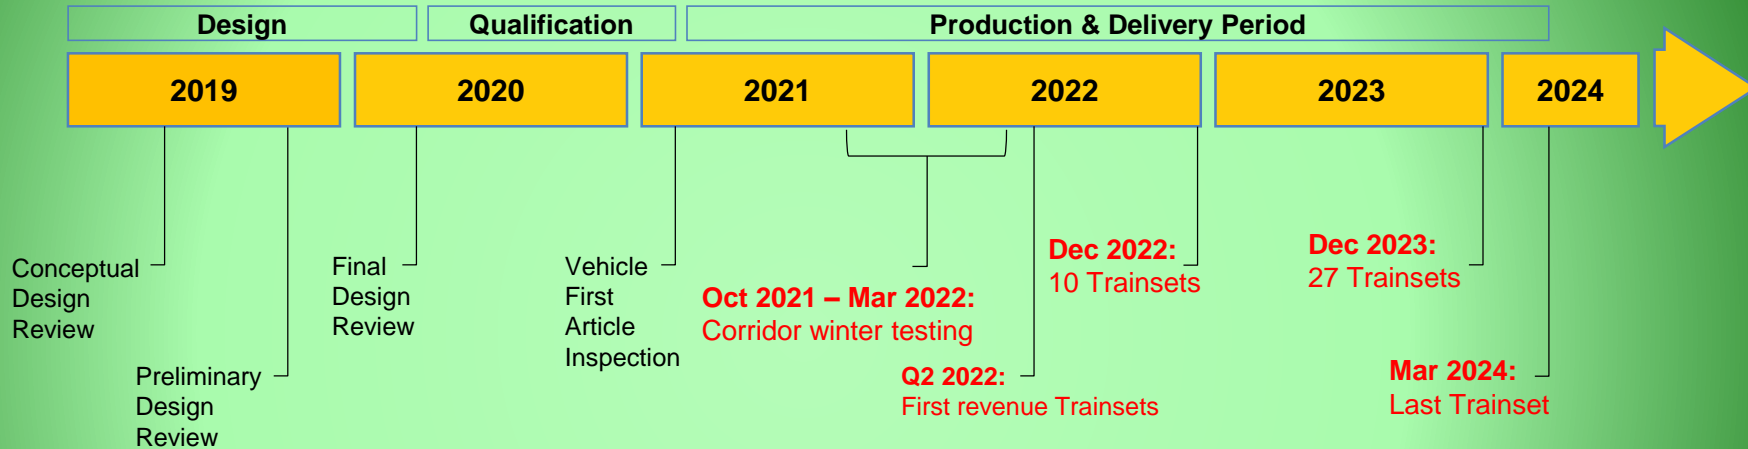 Design
Qualification
Production & Delivery Period
2019
2020
2021
2022
2023
2024
Conceptual
Design
Review
Preliminary
Design
Review
Final
Design
Review
Vehicle
First
Article
Inspection
Oct 2021 – Mar 2022:
Corridor winter testing
Q2 2022:
First revenue Trainsets
Dec 2022:
10 Trainsets
Dec 2023:
27 Trainsets
Mar 2024:
Last Trainset